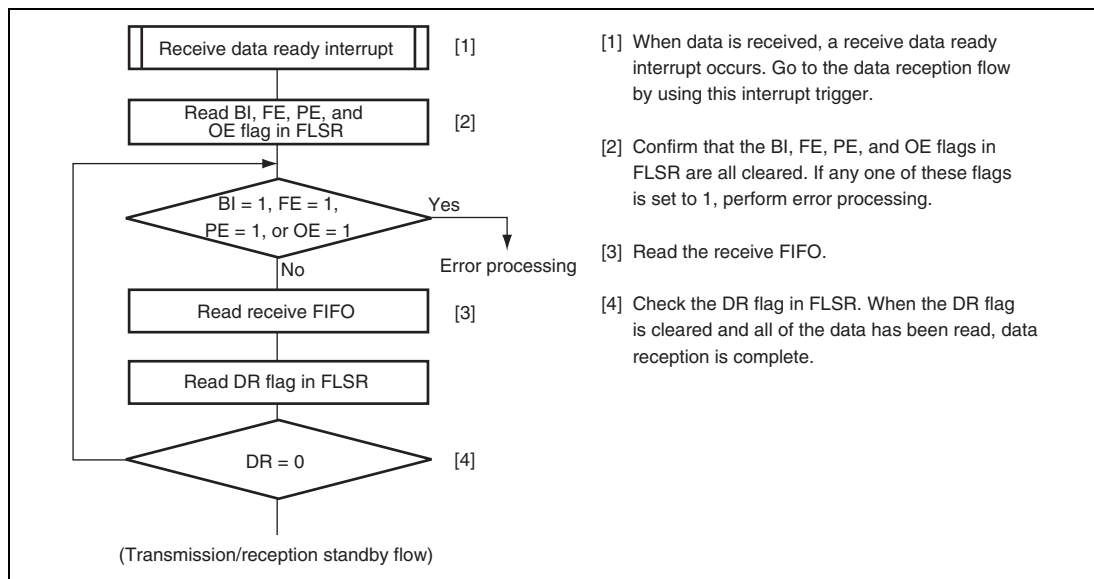 Receive data ready interrupt
[1]
Read BI, FE, PE, and
OE flag in FLSR
[2]
BI = 1, FE = 1,
PE = 1, or OE = 1
Yes
Error processing
No
Read receive FIFO
[3]
Read DR flag in FLSR
DR = 0
[4]
(Transmission/reception standby flow)
[1] When data is received, a receive data ready
interrupt occurs. Go to the data reception flow
by using this interrupt trigger.
[2] Confirm that the BI, FE, PE, and OE flags in
FLSR are all cleared. If any one of these flags
is set to 1, perform error processing.
[3] Read the receive FIFO.
[4] Check the DR flag in FLSR. When the DR flag
is cleared and all of the data has been read, data
reception is complete.